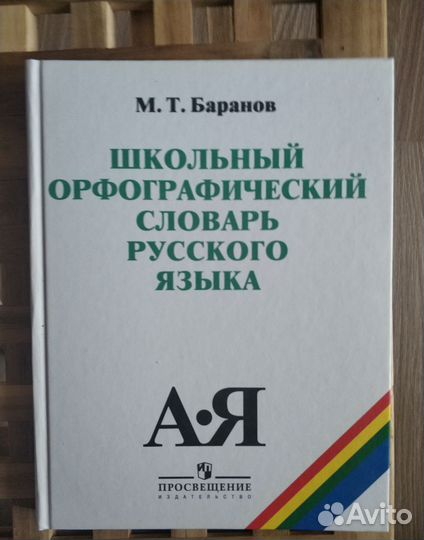 М. Т. Баранов
ШКОЛЬНЫЙ
ОРФОГРАФИЧЕСКИЙ
СЛОВАРЬ
РУССКОГО
ЯЗЫКА
А•Я
ПРОСВЕЩЕНИЕ
ИЗДАТЕЛЬСТВО
Avito